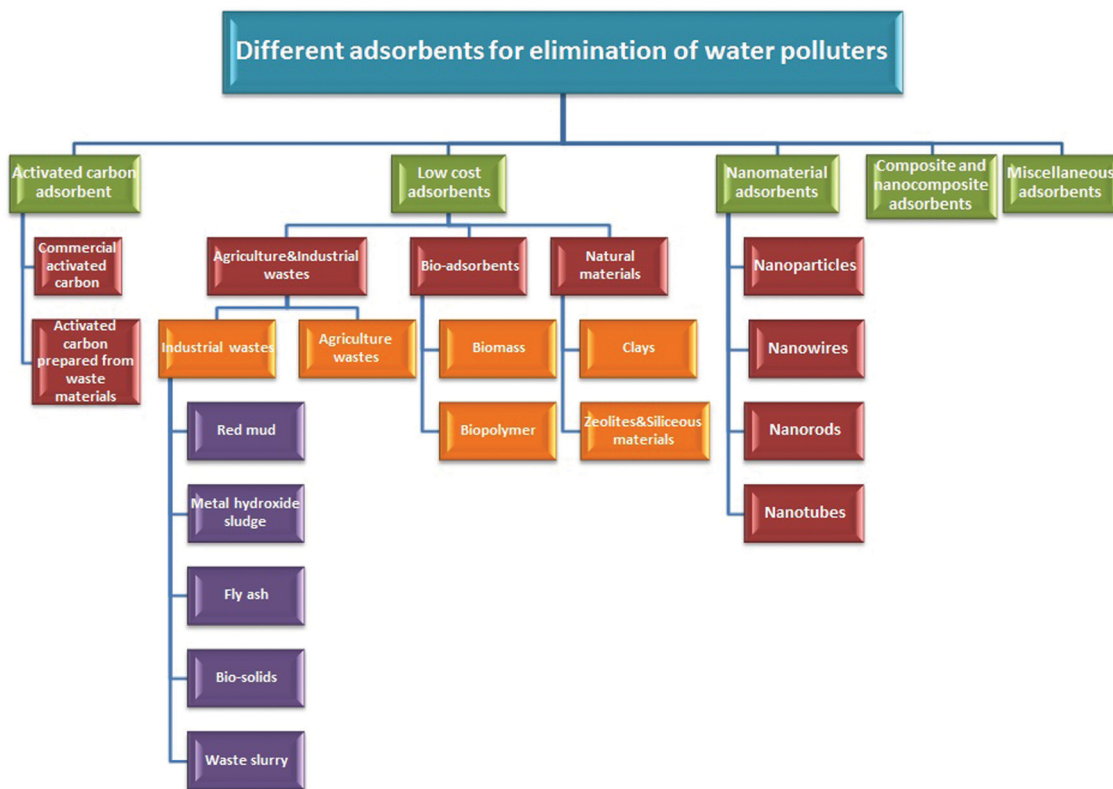 Different adsorbents for elimination of water polluters
Activated carbon
adsorbent
Low cost
adsorbents
Nanomaterial
adsorbents
Composite and
nanocomposite
adsorbents
Miscellaneous
adsorbents
Commercial
activated
carbon
Activated
carbon
prepared from
waste
materials
Agriculture&Industrial
wastes
Bio-adsorbents
Natural
materials
Industrial wastes
Agriculture
wastes
Biomass
Biopolymer
Clays
Zeolites&Siliceous
materials
Red mud
Metal hydroxide
sludge
Fly ash
Bio-solids
Waste slurry
Nanoparticles
Nanowires
Nanorods
Nanotubes